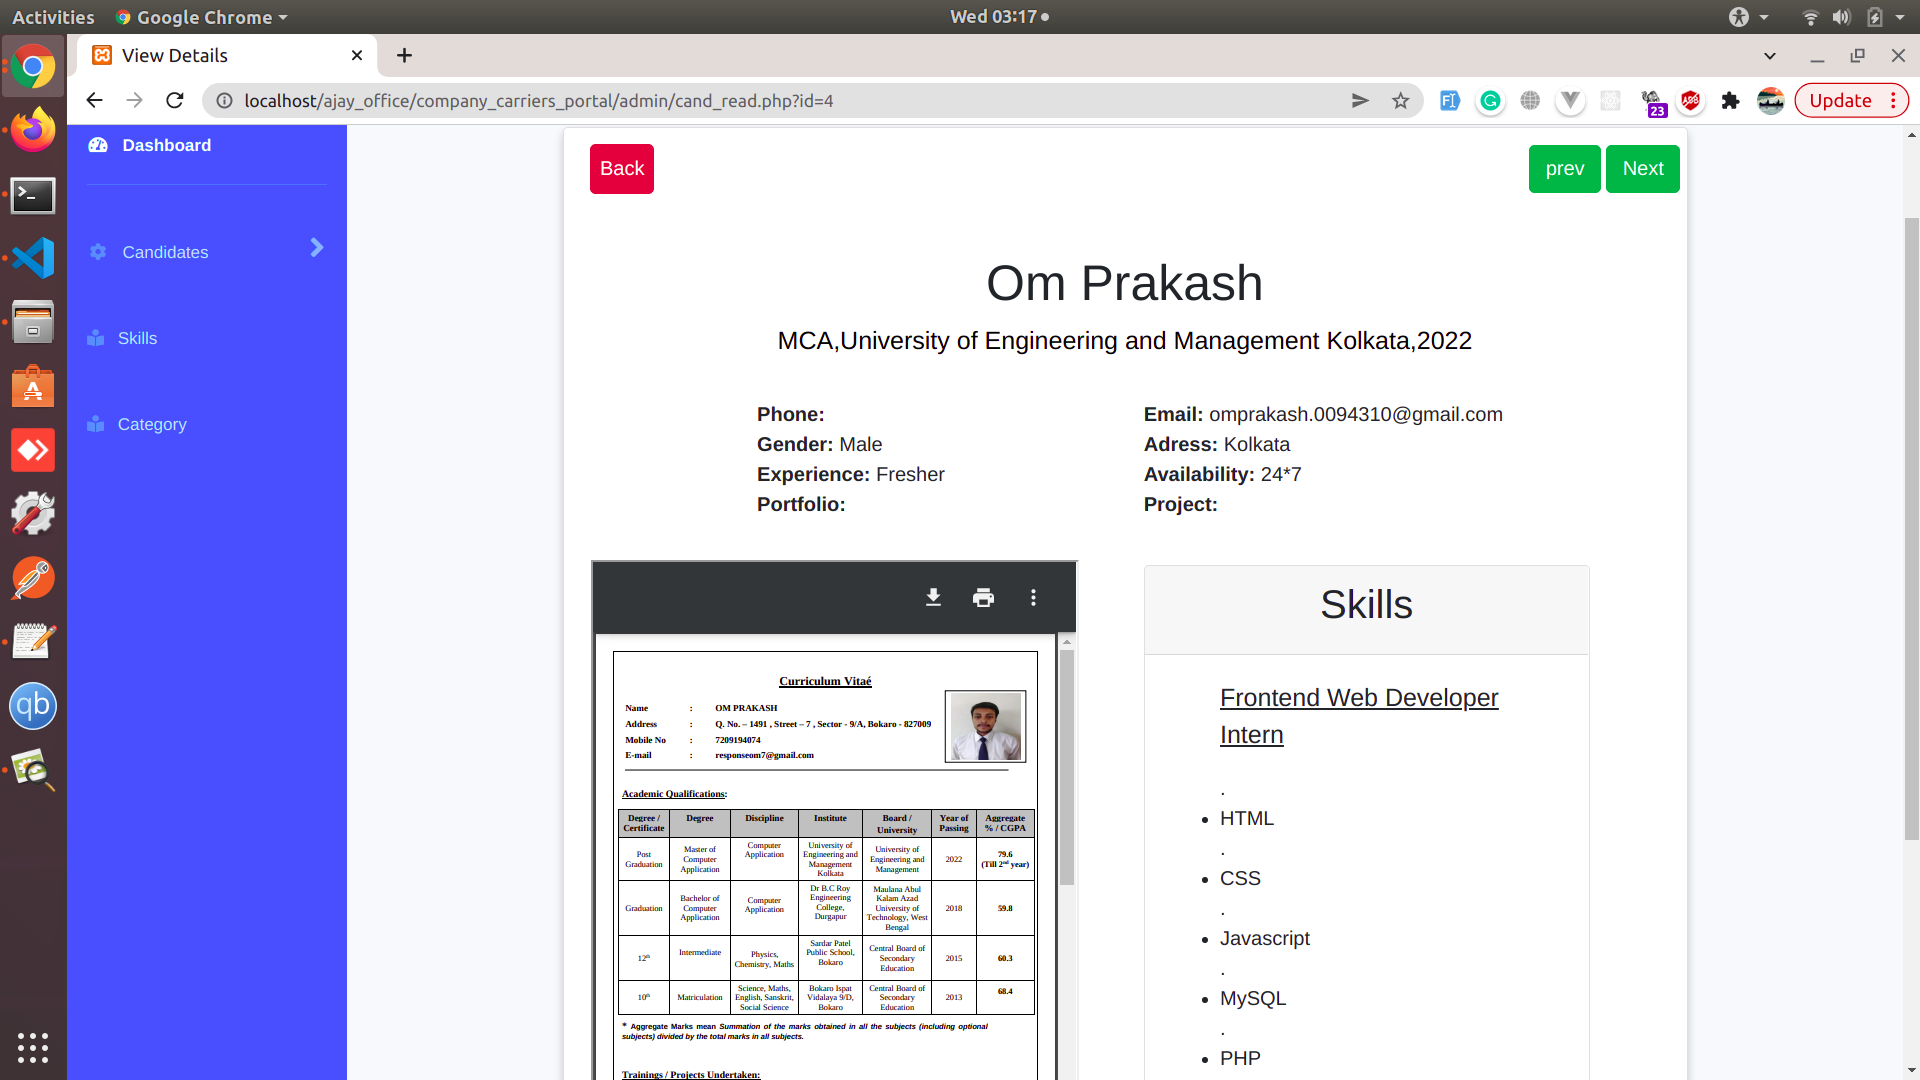 Activities
Google Chrome
Wed 03:17
View Details
localhost/ajay_office/company_carriers_portal/admin/cand_read.php?id=4
23
ABP
Update
Dashboard
Candidates
Skills
Category
Back
prev
Next
Om Prakash
MCA,University of Engineering and Management Kolkata,2022
Phone:
Gender: Male
Experience: Fresher
Portfolio:
Email: omprakash.0094310@gmail.com
Adress: Kolkata
Availability: 24*7
Project:
Curriculum Vitaé
Name : OM PRAKASH
Address : Q. No. – 1491 , Street – 7 , Sector - 9/A, Bokaro - 827009
Mobile No : 7209194074
E-mail : responseom7@gmail.com
Academic Qualifications:
Degree / Certificate Degree Discipline Institute Board / University Year of Passing Aggregate % / CGPA
Post Graduation Master of Computer Application Computer Application University of Engineering and Management Kolkata University of Engineering and Management 2022 79.6 (Till 2nd year)
Graduation Bachelor of Computer Application Computer Application Dr B.C Roy Engineering College, Durgapur Maulana Abul Kalam Azad University of Technology, West Bengal 2018 59.8
12th Intermediate Physics, Chemistry, Maths Sardar Patel Public School, Bokaro Central Board of Secondary Education 2015 60.3
10th Matriculation Science, Maths, English, Sanskrit, Social Science Bokaro Ispat Vidalaya 9/D, Bokaro Central Board of Secondary Education 2013 68.4
* Aggregate Marks mean Summation of the marks obtained in all the subjects (including optional
subjects) divided by the total marks in all subjects.
Trainings / Projects Undertaken:
Skills
Frontend Web Developer
Intern
.
• HTML
.
• CSS
.
• Javascript
.
• MySQL
.
• PHP
qb